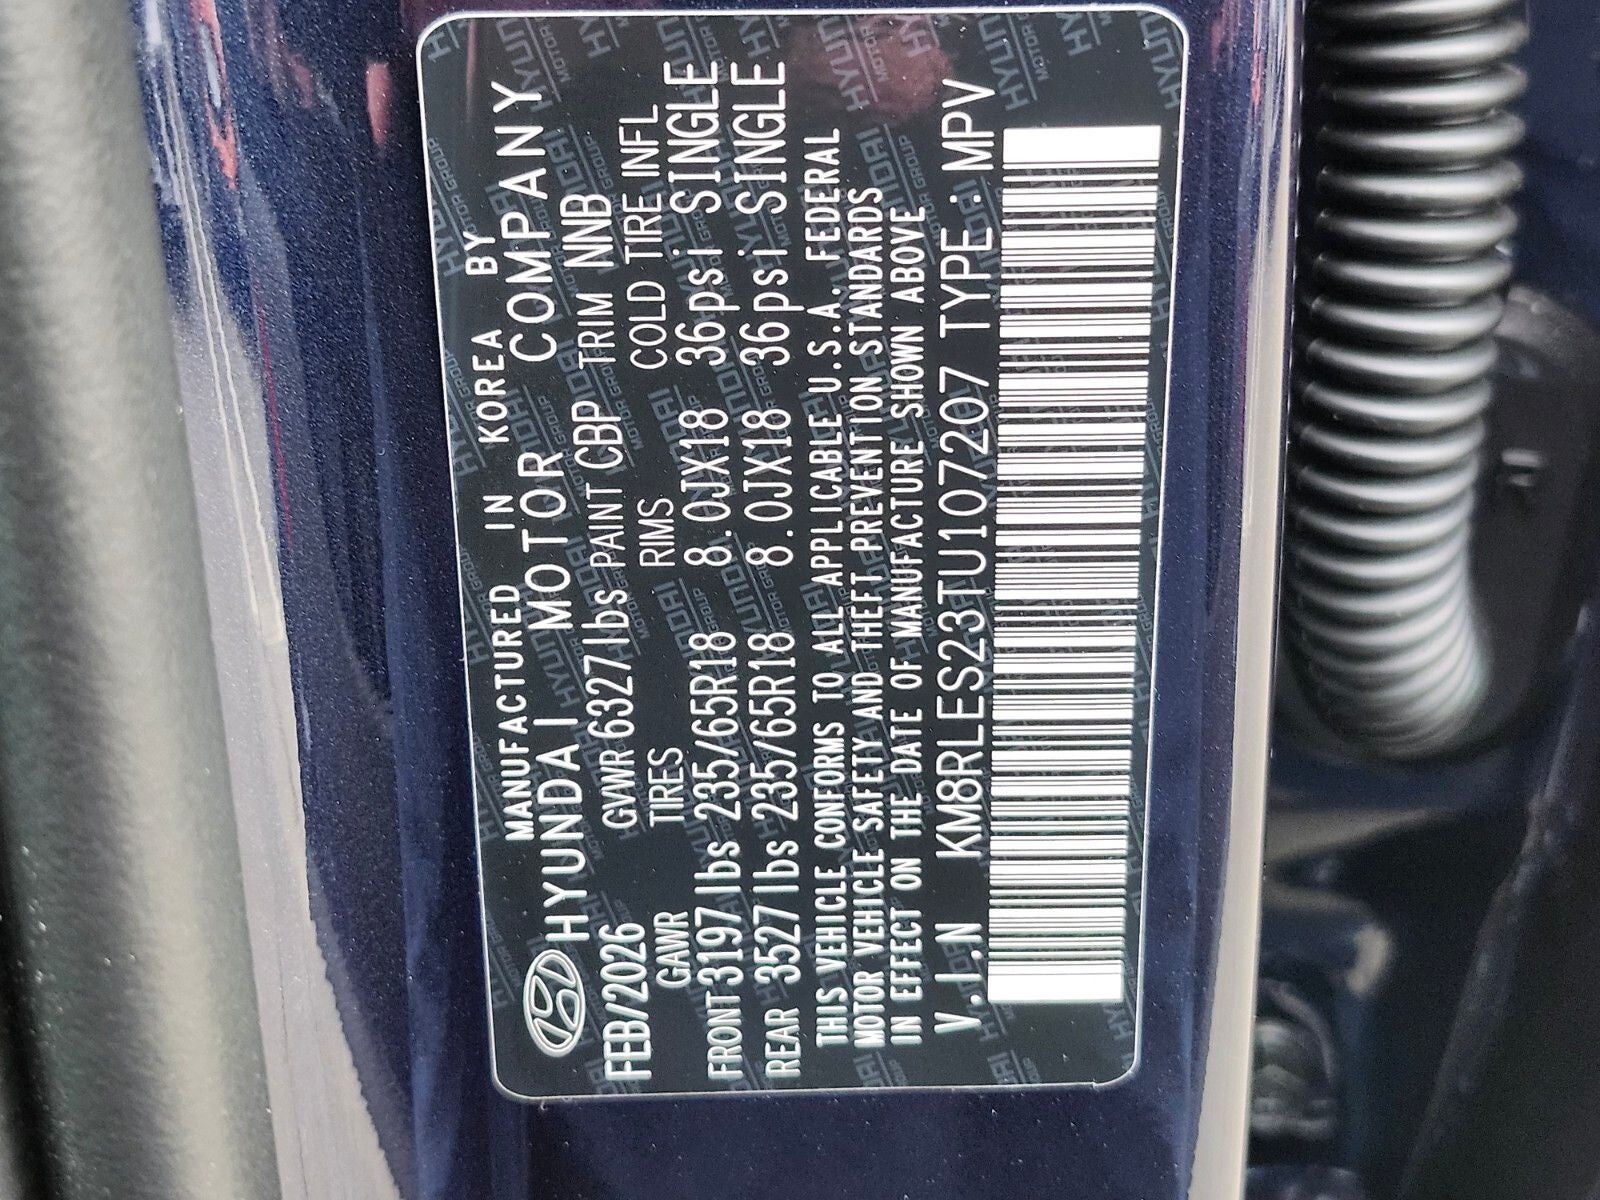 MANUFACTURED IN KOREA BY
HYUNDAI MOTOR COMPANY
FEB/2026 GVWR 6327lbs PAINT CBP TRIM NNB
GAWR TIRES RIMS COLD TIRE INFL
FRONT 3197lbs 235/65R18 8.0JX18 36psi SINGLE
REAR 3527lbs 235/65R18 8.0JX18 36psi SINGLE
THIS VEHICLE CONFORMS TO ALL APPLICABLE U.S.A. FEDERAL
MOTOR VEHICLE SAFETY AND THEFT PREVENTION STANDARDS
IN EFFECT ON THE DATE OF MANUFACTURE SHOWN ABOVE
V.I.N KM8RLES23TU107207 TYPE:MPV